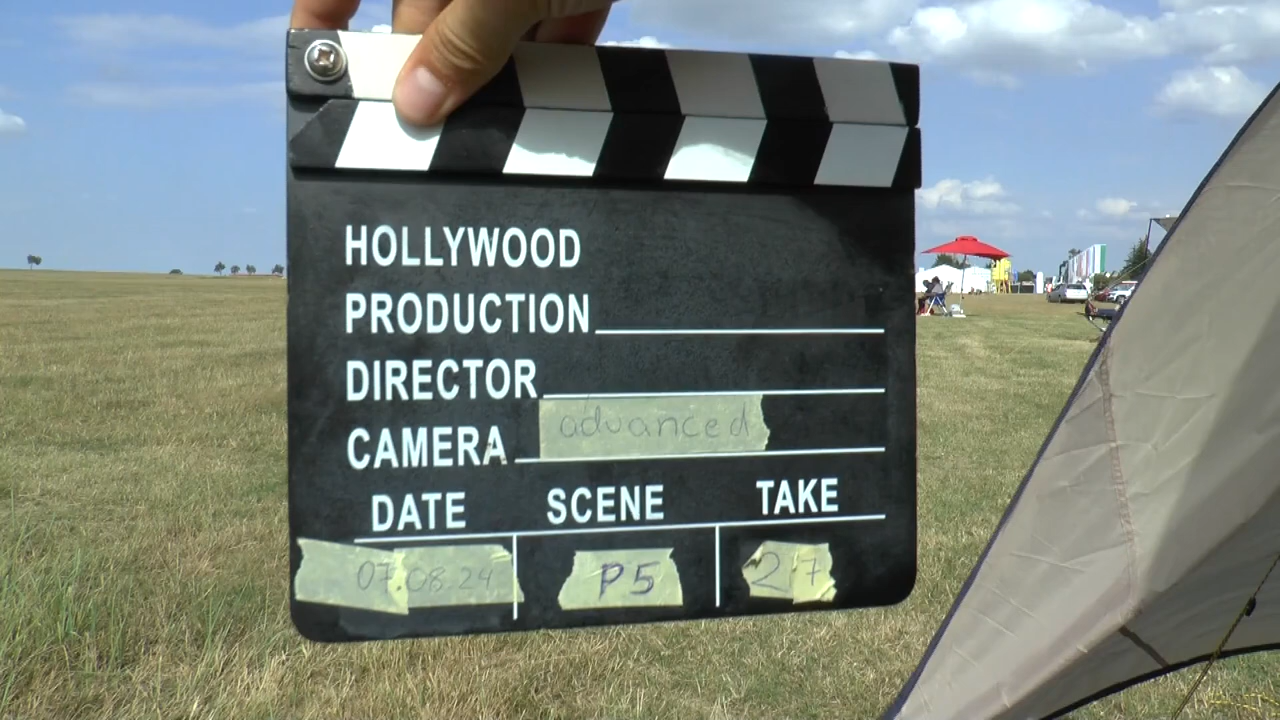 HOLLYWOOD
PRODUCTION
DIRECTOR
CAMERA advanced
DATE SCENE TAKE
07.08.24 P5 27